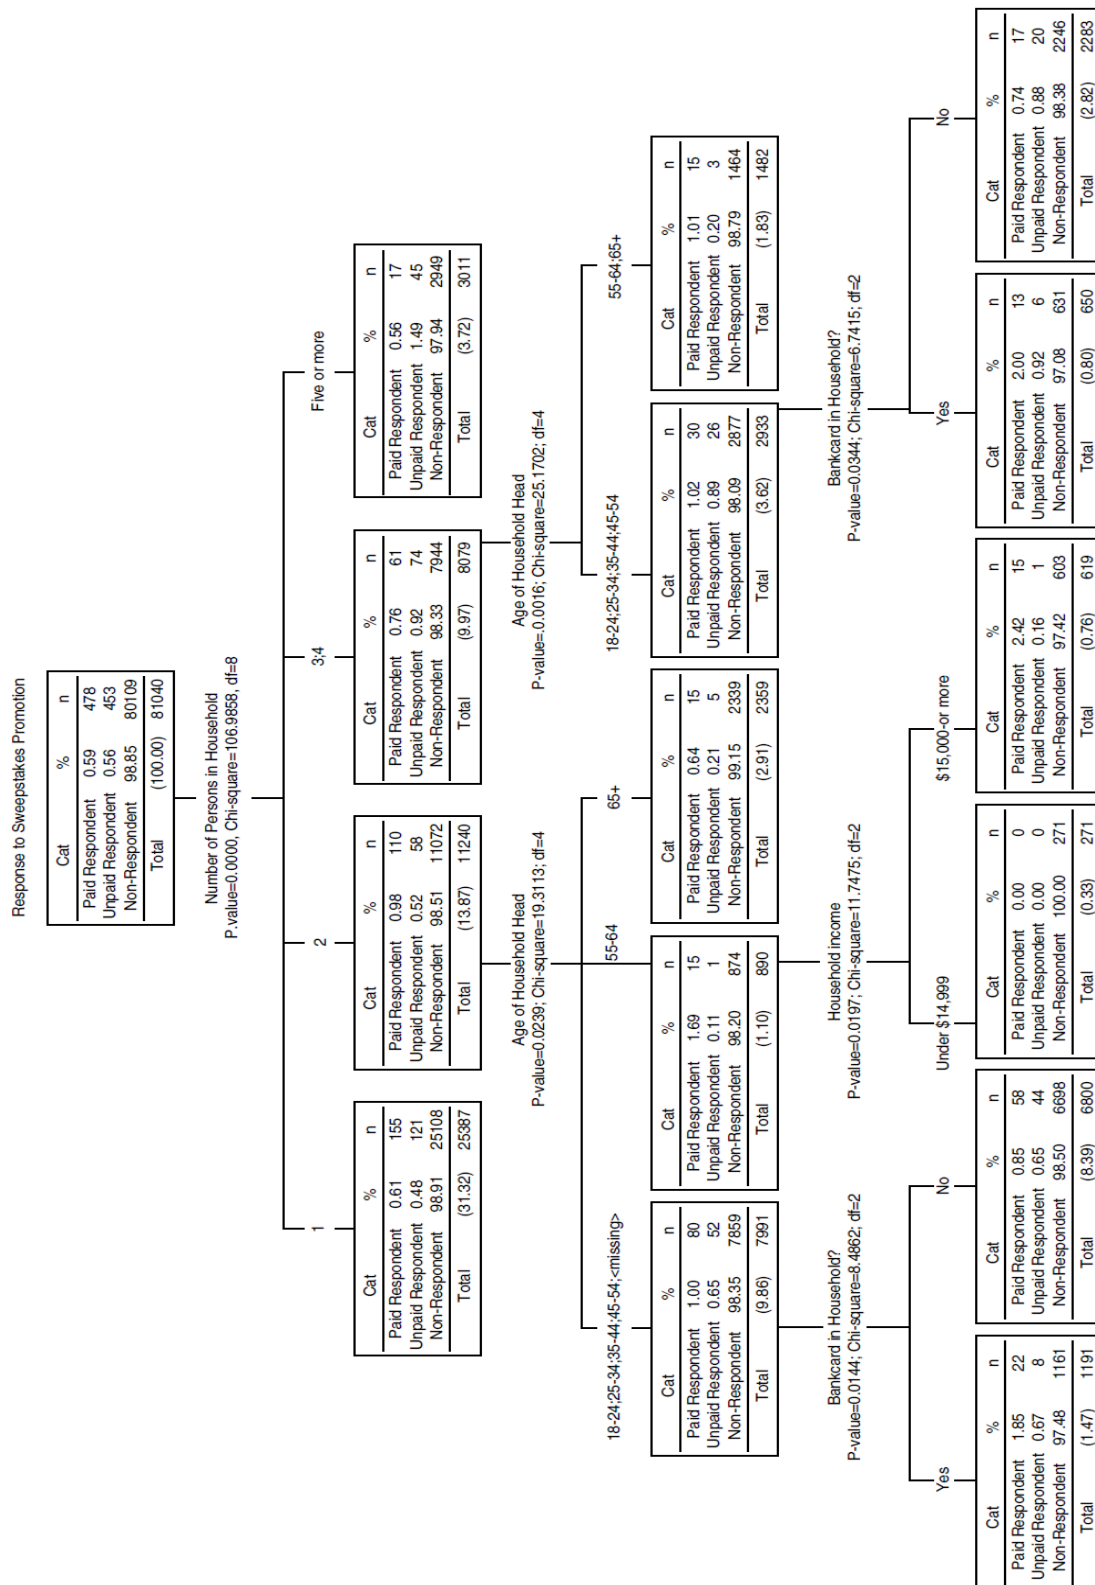 Response to Sweepstakes Promotion
Cat % n
Paid Respondent 0.59 478
Unpaid Respondent 0.56 453
Non-Respondent 98.85 80109
Total (100.00) 81040
Number of Persons in Household
P.value=0.0000, Chi-square=106.9858, df=8
1
Cat % n
Paid Respondent 0.61 155
Unpaid Respondent 0.48 121
Non-Respondent 98.91 25108
Total (31.32) 25387
2
Cat % n
Paid Respondent 0.98 110
Unpaid Respondent 0.52 58
Non-Respondent 98.51 11072
Total (13.87) 11240
3;4
Cat % n
Paid Respondent 0.76 61
Unpaid Respondent 0.92 74
Non-Respondent 98.33 7944
Total (9.97) 8079
Five or more
Cat % n
Paid Respondent 0.56 17
Unpaid Respondent 1.49 45
Non-Respondent 97.94 2949
Total (3.72) 3011
Age of Household Head
P-value=0.0239; Chi-square=19.3113; df=4
Age of Household Head
P-value=.0.0016; Chi-square=25.1702; df=4
18-24;25-34;35-44;45-54;<missing>
Cat % n
Paid Respondent 1.00 80
Unpaid Respondent 0.65 52
Non-Respondent 98.35 7859
Total (9.86) 7991
55-64
Cat % n
Paid Respondent 1.69 15
Unpaid Respondent 0.11 1
Non-Respondent 98.20 874
Total (1.10) 890
65+
Cat % n
Paid Respondent 0.64 15
Unpaid Respondent 0.21 5
Non-Respondent 99.15 2339
Total (2.91) 2359
18-24;25-34;35-44;45-54
Cat % n
Paid Respondent 1.02 30
Unpaid Respondent 0.89 26
Non-Respondent 98.09 2877
Total (3.62) 2933
55-64;65+
Cat % n
Paid Respondent 1.01 15
Unpaid Respondent 0.20 3
Non-Respondent 98.79 1464
Total (1.83) 1482
Bankcard in Household?
P-value=0.0144; Chi-square=8.4862; df=2
Household income
P-value=0.0197; Chi-square=11.7475; df=2
Bankcard in Household?
P-value=0.0344; Chi-square=6.7415; df=2
Yes
Cat % n
Paid Respondent 1.85 22
Unpaid Respondent 0.67 8
Non-Respondent 97.48 1161
Total (1.47) 1191
No
Cat % n
Paid Respondent 0.85 58
Unpaid Respondent 0.65 44
Non-Respondent 98.50 6698
Total (8.39) 6800
Under $14,999
Cat % n
Paid Respondent 0.00 0
Unpaid Respondent 0.00 0
Non-Respondent 100.00 271
Total (0.33) 271
$15,000-or more
Cat % n
Paid Respondent 2.42 15
Unpaid Respondent 0.16 1
Non-Respondent 97.42 603
Total (0.76) 619
Yes
Cat % n
Paid Respondent 2.00 13
Unpaid Respondent 0.92 6
Non-Respondent 97.08 631
Total (0.80) 650
No
Cat % n
Paid Respondent 0.74 17
Unpaid Respondent 0.88 20
Non-Respondent 98.38 2246
Total (2.82) 2283